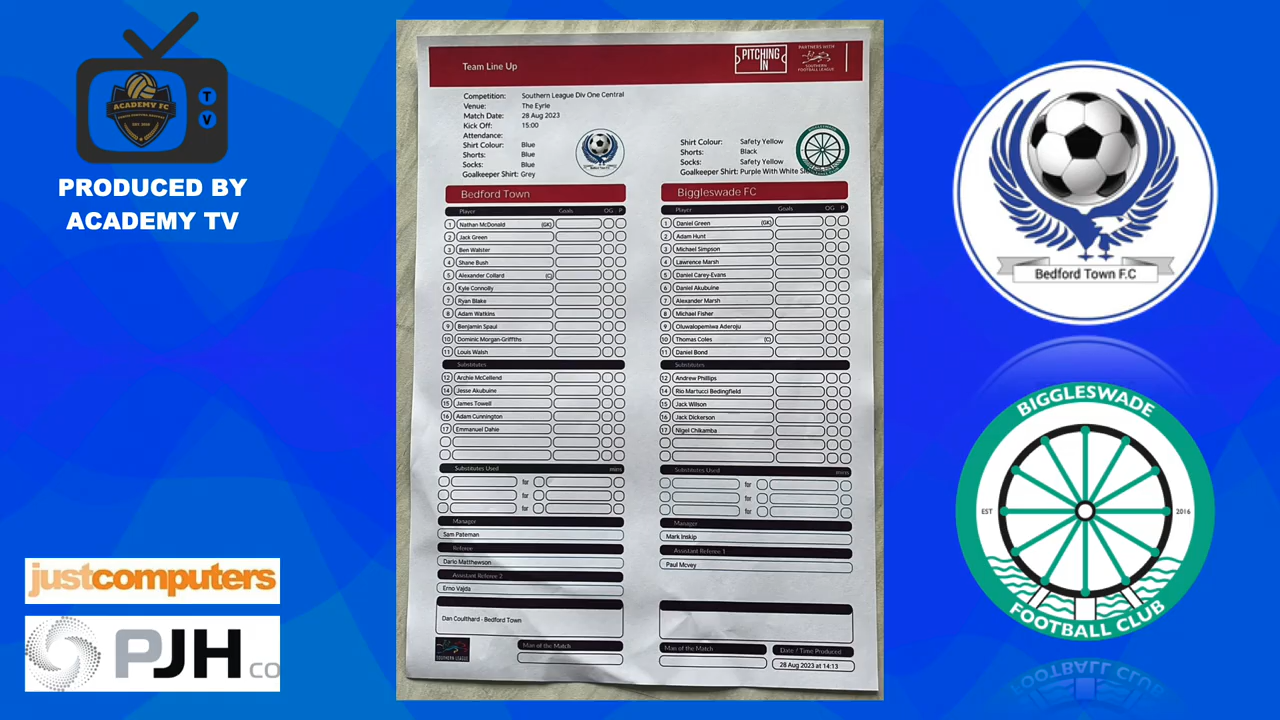 ACADEMY FC
EST 2020
T
V
PRODUCED BY
ACADEMY TV
justcomputers
PJH co
Team Line Up
PITCHING
IN
PARTNERS WITH
SOUTHERN
FOOTBALL LEAGUE
Competition: Southern League Div One Central
Venue: The Eyrie
Match Date: 28 Aug 2023
Kick Off: 15:00
Attendance:
Shirt Colour: Blue
Shorts: Blue
Socks: Blue
Goalkeeper Shirt: Grey
Shirt Colour: Safety Yellow
Shorts: Black
Socks: Safety Yellow
Goalkeeper Shirt: Purple With White
Bedford Town
Player Goals OG P
1 Nathan McDonald (GK)
2 Jack Green
3 Ben Walster
4 Shane Bush
5 Alexander Collard (C)
6 Kyle Connolly
7 Ryan Blake
8 Adam Watkins
9 Benjamin Spaul
10 Dominic Morgan-Griffiths
11 Louis Walsh
Substitutes
12 Archie McCellend
14 Jesse Akubuine
15 James Towell
16 Adam Cunnington
17 Emmanuel Dahie
Substitutes Used mins
for
for
for
Manager
Sam Pateman
Referee
Dario Matthewson
Assistant Referee 2
Erno Vajda
Dan Coulthard - Bedford Town
SOUTHERN LEAGUE
Man of the Match
Biggleswade FC
Player Goals OG P
1 Daniel Green (GK)
2 Adam Hunt
3 Michael Simpson
4 Lawrence Marsh
5 Daniel Carey-Evans
6 Daniel Akubuine
7 Alexander Marsh
8 Michael Fisher
9 Oluwalopemiwa Aderoju
10 Thomas Coles (C)
11 Daniel Bond
Substitutes
12 Andrew Phillips
14 Rio Martucci Bedingfield
15 Jack Wilson
16 Jack Dickerson
17 Nigel Chikamba
Substitutes Used mins
for
for
for
Manager
Mark Inskip
Assistant Referee 1
Paul Mcvey
Man of the Match
Date / Time Produced
28 Aug 2023 at 14:13
Bedford Town F.C
BIGGLESWADE
EST 2016
FOOTBALL CLUB